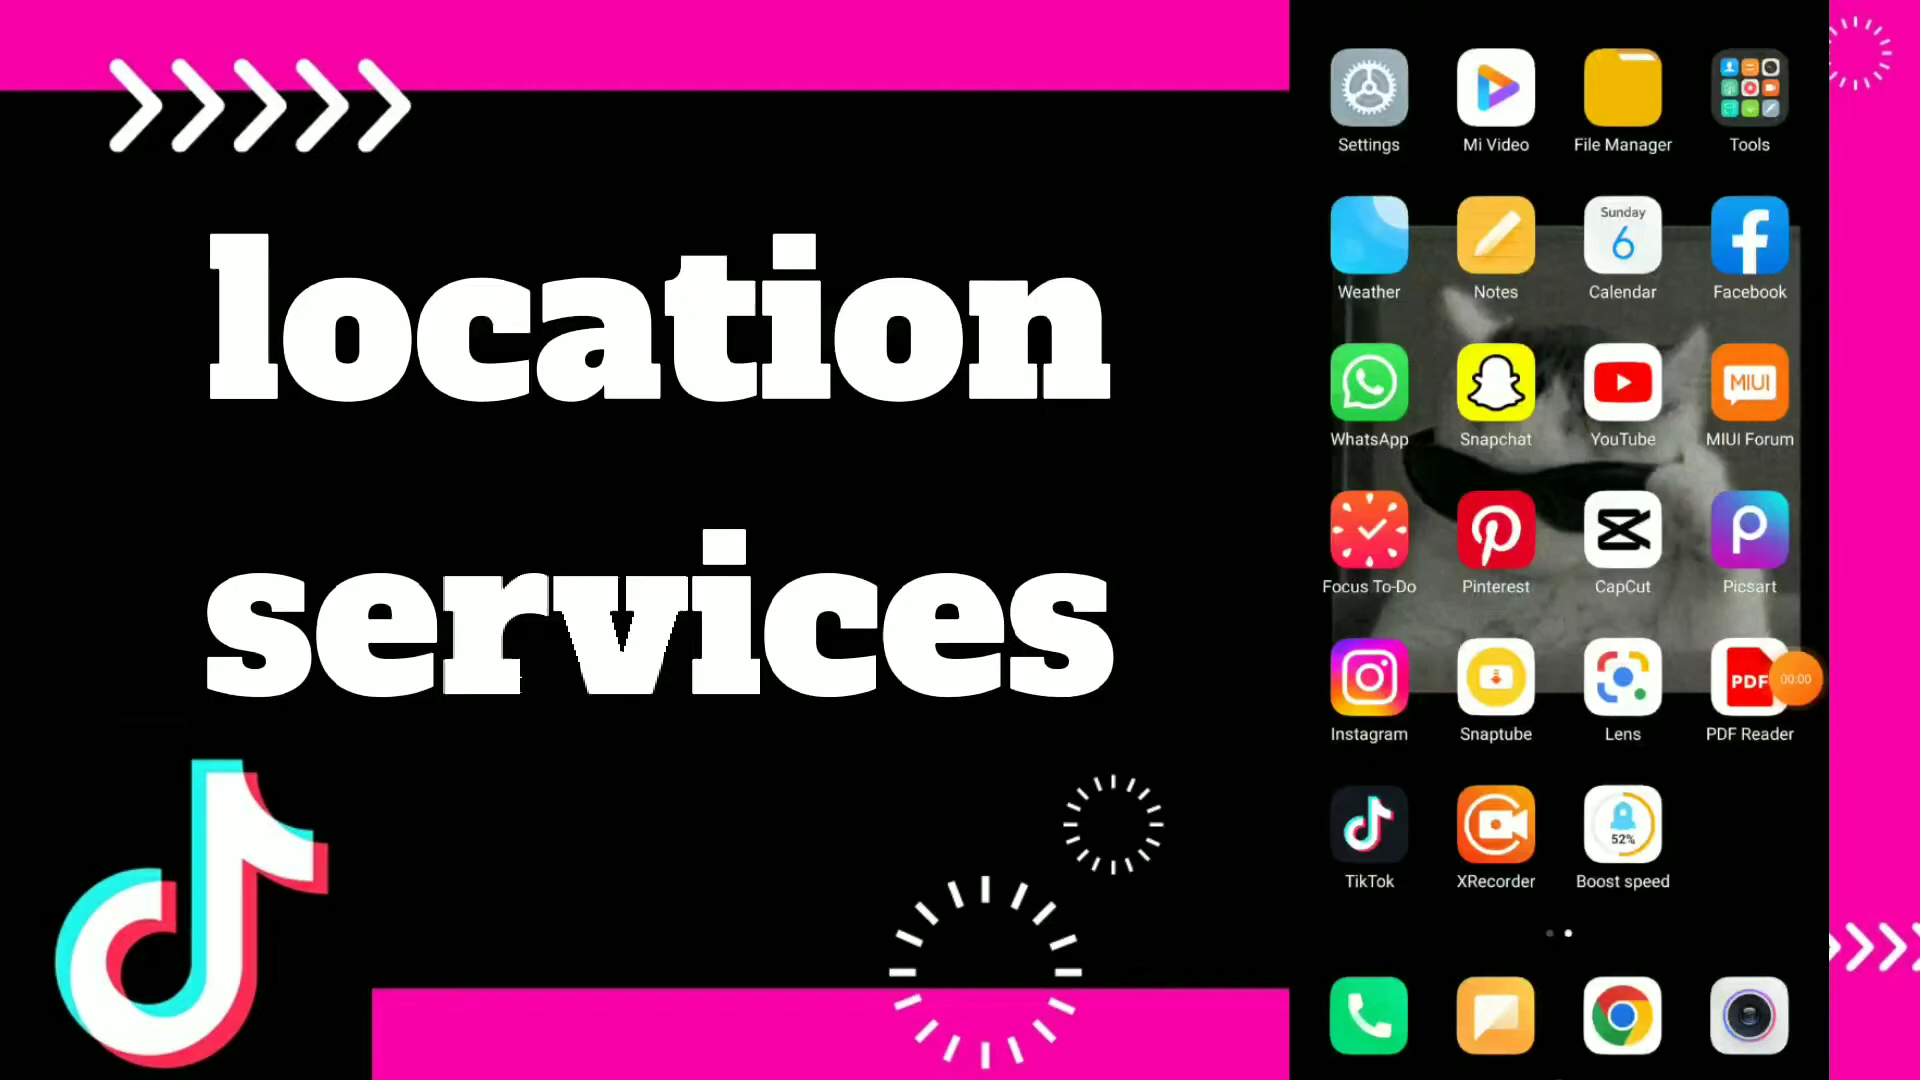 location
services
Settings Mi Video File Manager Tools
Sunday
6
Weather Notes Calendar Facebook
MIUI
WhatsApp Snapchat YouTube MIUI Forum
Focus To-Do Pinterest CapCut Picsart
PDF 00:00
Instagram Snaptube Lens PDF Reader
52%
TikTok XRecorder Boost speed